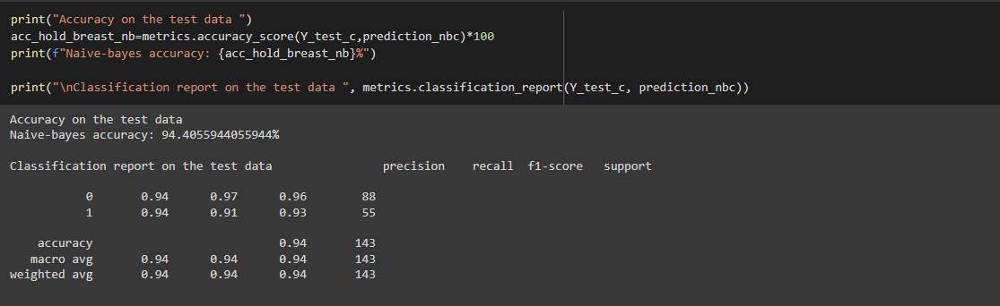 print("Accuracy on the test data ")
acc_hold_breast_nb=metrics.accuracy_score(Y_test_c,prediction_nbc)*100
print(f"Naive-bayes accuracy: {acc_hold_breast_nb}%")
print("\nClassification report on the test data ", metrics.classification_report(Y_test_c, prediction_nbc))
Accuracy on the test data
Naive-bayes accuracy: 94.4055944055944%
Classification report on the test data precision recall f1-score support
0 0.94 0.97 0.96 88
1 0.94 0.91 0.93 55
accuracy 0.94 143
macro avg 0.94 0.94 0.94 143
weighted avg 0.94 0.94 0.94 143